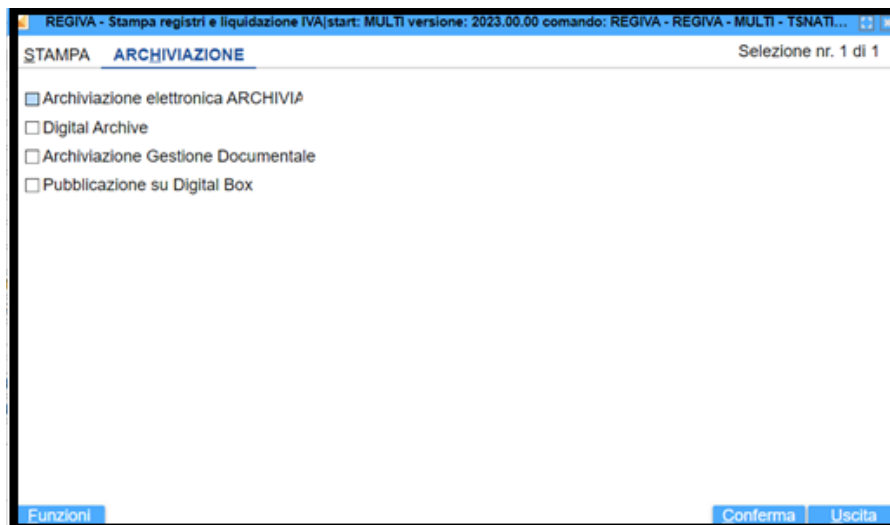 REGIVA - Stampa registri e liquidazione IVA|start: MULTI versione: 2023.00.00 comando: REGIVA - REGIVA - MULTI - TSNATI...
STAMPA ARCHIVIAZIONE Selezione nr. 1 di 1
Archiviazione elettronica ARCHIVIA
Digital Archive
Archiviazione Gestione Documentale
Pubblicazione su Digital Box
Funzioni Conferma Uscita